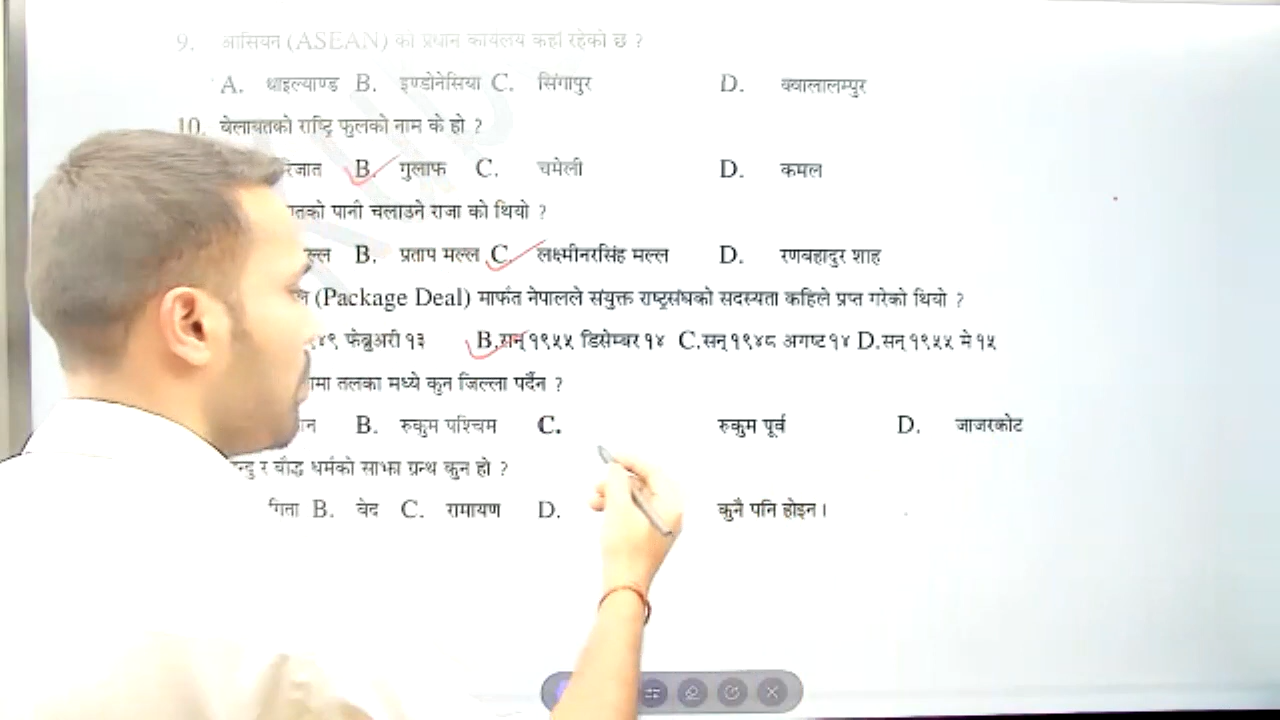 9. आसियन (ASEAN) को प्रधान कार्यलय कहाँ रहेको छ ?
A. थाइल्याण्ड B. इण्डोनेसिया C. सिंगापुर D. क्वालालम्पुर
10. बेलायतको राष्ट्रि फुलको नाम के हो ?
रिजात B. गुलाफ C. चमेली D. कमल
तको पानी चलाउने राजा को थियो ?
ल्ल B. प्रताप मल्ल C. लक्ष्मीनरसिंह मल्ल D. रणबहादुर शाह
(Package Deal) मार्फत नेपालले संयुक्त राष्ट्रसंघको सदस्यता कहिले प्राप्त गरेको थियो ?
४९ फेब्रुअरी १३ B.सन् १९५५ डिसेम्बर १४ C.सन् १९४८ अगष्ट १४ D.सन् १९५५ मे १५
मा तलका मध्ये कुन जिल्ला पर्दैन ?
न B. रुकुम पश्चिम C. रुकुम पूर्व D. जाजरकोट
न्दु र बौद्ध धर्मको साझा ग्रन्थ कुन हो ?
गिता B. वेद C. रामायण D. कुनै पनि होइन।